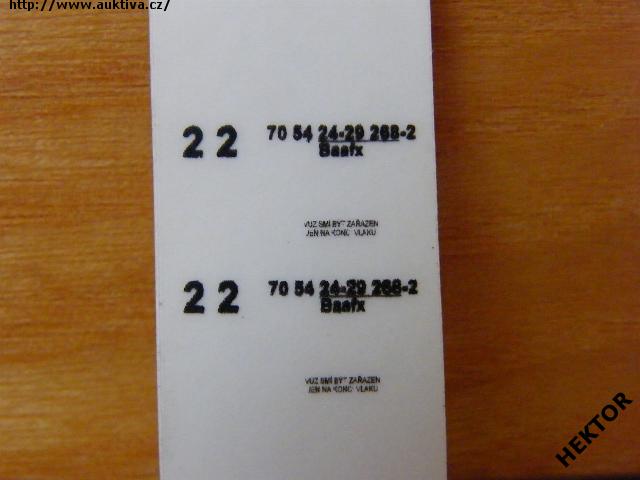 http://www.auktiva.cz/
2 2 70 54 24-29 268-2
Baafx
VUZ SMÍ BÝT ZAŘAZEN
JEN NA KONCI VLAKU
2 2 70 54 24-29 268-2
Baafx
VUZ SMÍ BÝT ZAŘAZEN
JEN NA KONCI VLAKU
HEKTOR